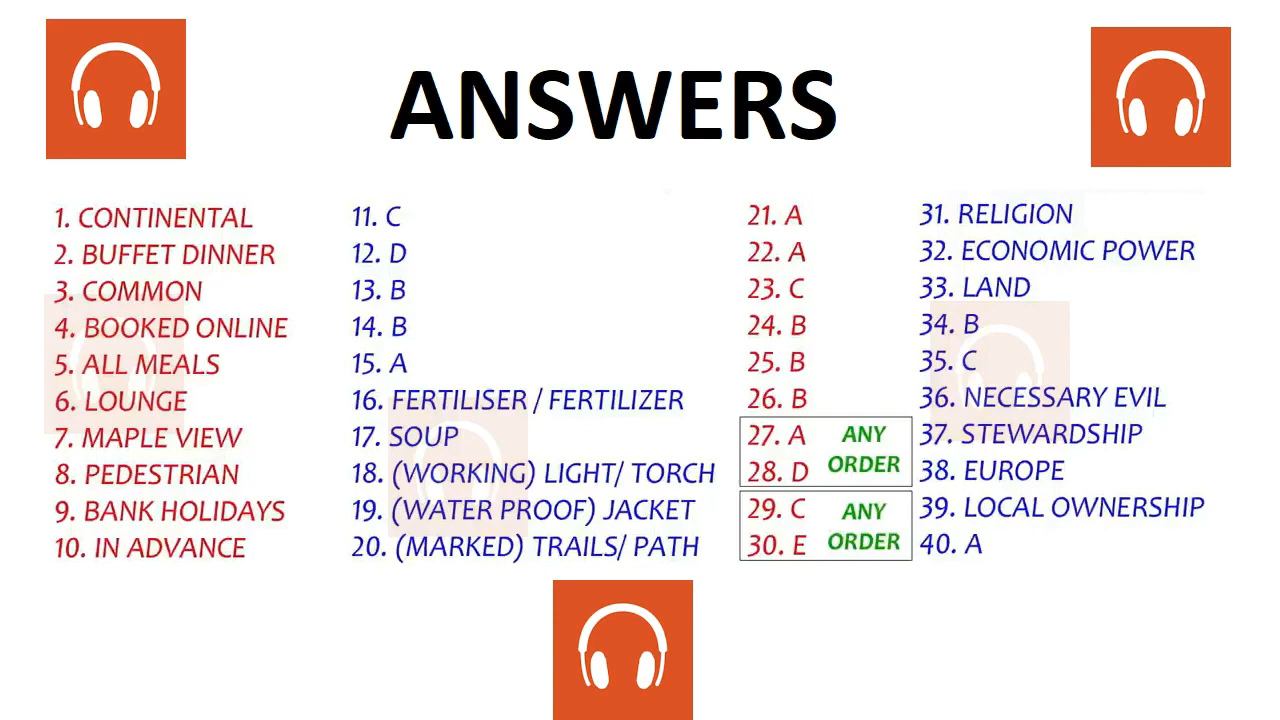 ANSWERS
1. CONTINENTAL
2. BUFFET DINNER
3. COMMON
4. BOOKED ONLINE
5. ALL MEALS
6. LOUNGE
7. MAPLE VIEW
8. PEDESTRIAN
9. BANK HOLIDAYS
10. IN ADVANCE
11. C
12. D
13. B
14. B
15. A
16. FERTILISER / FERTILIZER
17. SOUP
18. (WORKING) LIGHT/ TORCH
19. (WATER PROOF) JACKET
20. (MARKED) TRAILS/ PATH
21. A
22. A
23. C
24. B
25. B
26. B
27. A
28. D
ANY
ORDER
29. C
30. E
ANY
ORDER
31. RELIGION
32. ECONOMIC POWER
33. LAND
34. B
35. C
36. NECESSARY EVIL
37. STEWARDSHIP
38. EUROPE
39. LOCAL OWNERSHIP
40. A